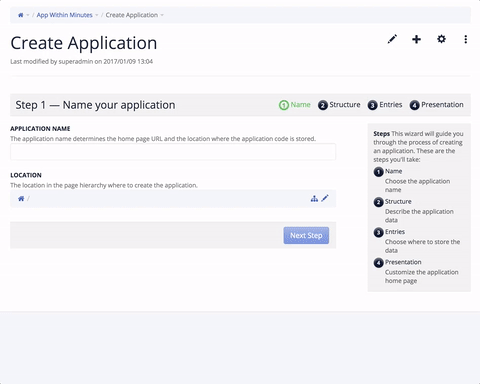 / App Within Minutes / Create Application
Create Application
Last modified by superadmin on 2017/01/09 13:04
Step 1 — Name your application
1 Name 2 Structure 3 Entries 4 Presentation
APPLICATION NAME
The application name determines the home page URL and the location where the application code is stored.
LOCATION
The location in the page hierarchy where to create the application.
/
Next Step
Steps This wizard will guide
you through the process of creating
an application. These are the
steps you'll take:
1 Name
Choose the application
name
2 Structure
Describe the application
data
3 Entries
Choose where to store the
data
4 Presentation
Customize the application
home page